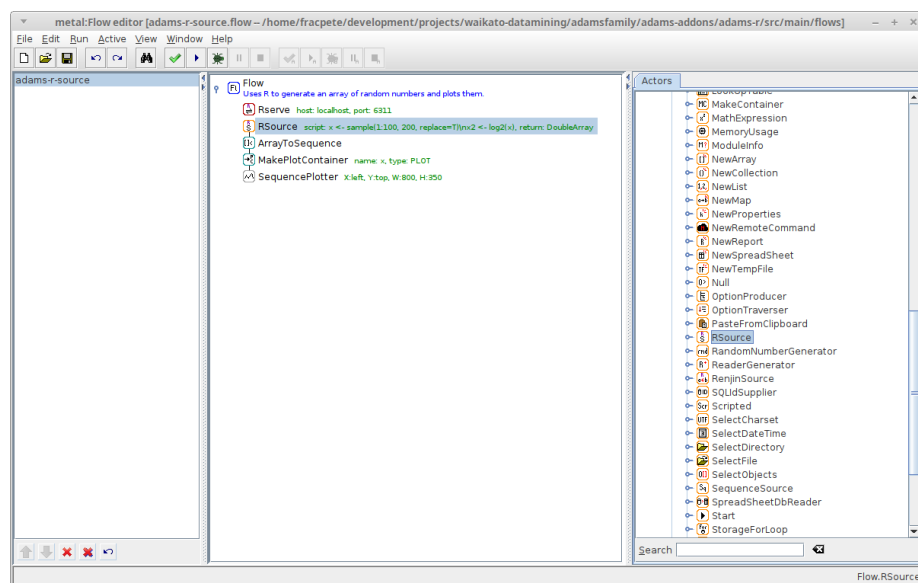 metal:Flow editor [adams-r-source.flow -- /home/fracpete/development/projects/waikato-datamining/adamsfamily/adams-addons/adams-r/src/main/flows]
File Edit Run Active View Window Help
adams-r-source
Flow
Uses R to generate an array of random numbers and plots them.
Rserve host: localhost, port: 6311
RSource script: x <- sample(1:100, 200, replace=T)\nx2 <- log2(x), return: DoubleArray
ArrayToSequence
MakePlotContainer name: x, type: PLOT
SequencePlotter X:left, Y:top, W:800, H:350
Actors
LookUpTable
MakeContainer
MathExpression
MemoryUsage
ModuleInfo
NewArray
NewCollection
NewList
NewMap
NewProperties
NewRemoteCommand
NewReport
NewSpreadSheet
NewTempFile
Null
OptionProducer
OptionTraverser
PasteFromClipboard
RSource
RandomNumberGenerator
ReaderGenerator
RenjinSource
SQLIdSupplier
Scripted
SelectCharset
SelectDateTime
SelectDirectory
SelectFile
SelectObjects
SequenceSource
SpreadSheetDbReader
Start
StorageForLoop
Search
Flow.RSource